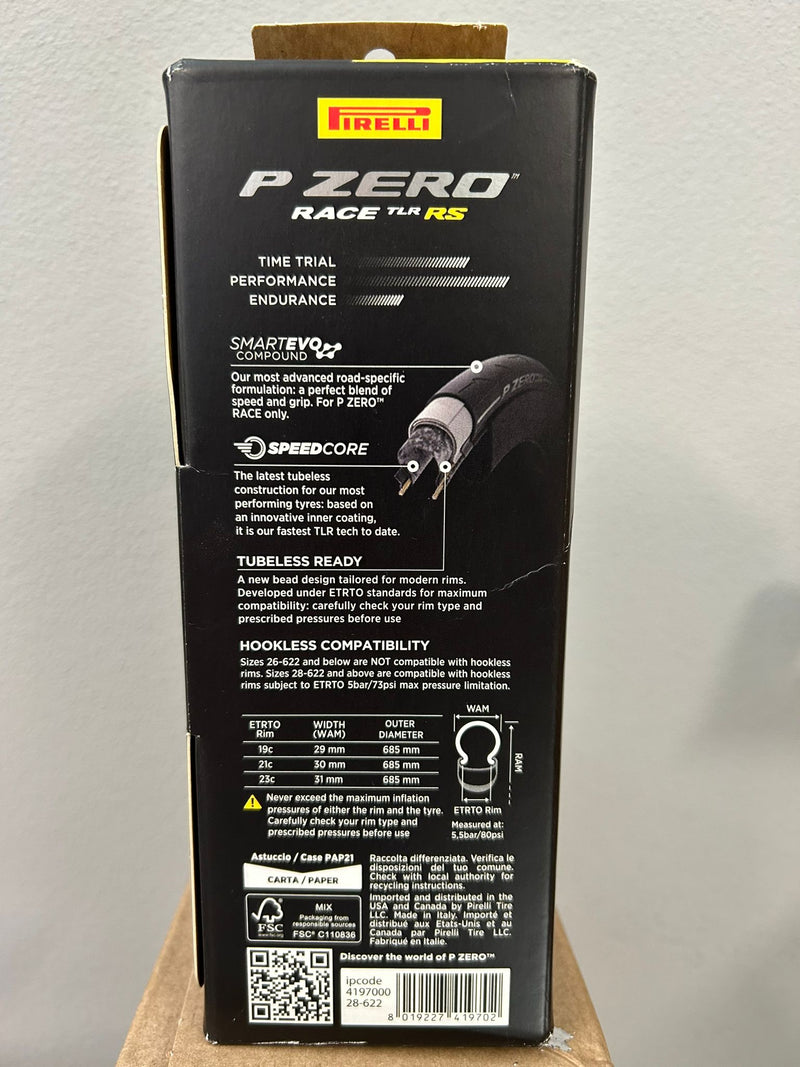 PIRELLI
P ZERO™
RACE TLR RS
TIME TRIAL
PERFORMANCE
ENDURANCE
SMARTEVO
COMPOUND
Our most advanced road-specific
formulation: a perfect blend of
speed and grip. For P ZERO™
RACE only.
P ZERO
SPEEDCORE
The latest tubeless
construction for our most
performing tyres: based on
an innovative inner coating,
it is our fastest TLR tech to date.
TUBELESS READY
A new bead design tailored for modern rims.
Developed under ETRTO standards for maximum
compatibility: carefully check your rim type and
prescribed pressures before use
HOOKLESS COMPATIBILITY
Sizes 26-622 and below are NOT compatible with hookless
rims. Sizes 28-622 and above are compatible with hookless
rims subject to ETRTO 5bar/73psi max pressure limitation.
ETRTO Rim WIDTH (WAM) OUTER DIAMETER
19c 29 mm 685 mm
21c 30 mm 685 mm
23c 31 mm 685 mm
WAM
RAM
ETRTO Rim
Measured at:
5,5bar/80psi
Never exceed the maximum inflation
pressures of either the rim and the tyre.
Carefully check your rim type and
prescribed pressures before use
Astuccio / Case PAP21
CARTA / PAPER
FSC
www.fsc.org
MIX
Packaging from
responsible sources
FSC® C110836
Raccolta differenziata. Verifica le
disposizioni del tuo comune.
Check with local authority for
recycling instructions.
Imported and distributed in the
USA and Canada by Pirelli Tire
LLC. Made in Italy. Importé et
distribué aux Etats-Unis et au
Canada par Pirelli Tire LLC.
Fabriqué en Italie.
Discover the world of P ZERO™
ipcode
4197000
28-622
8 019227 419702